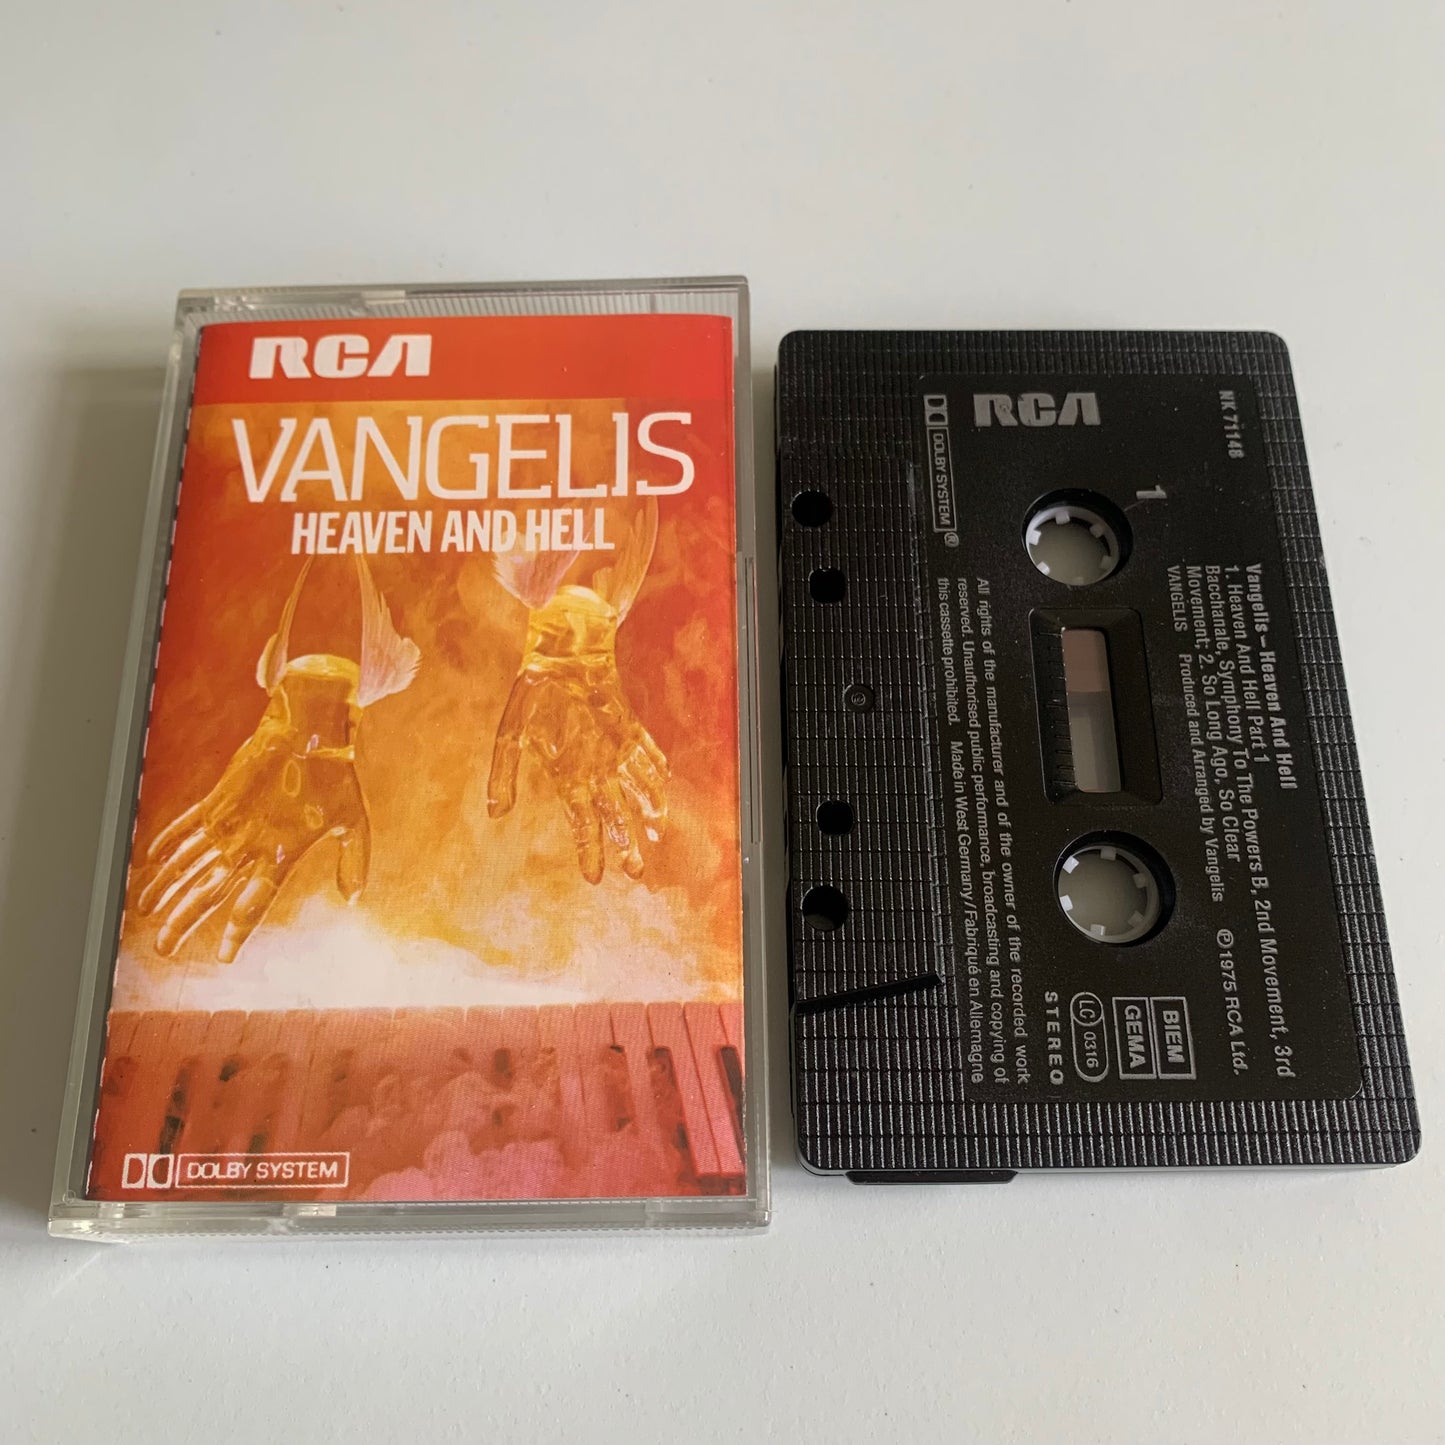 RCA
VANGELIS
HEAVEN AND HELL
DOLBY SYSTEM
RCA
NK 71148
DOLBY SYSTEM®
1
Vangelis – Heaven And Hell
1. Heaven And Hell Part 1
Bacchanale, Symphony To The Powers B, 2nd Movement, 3rd
Movement; 2. So Long Ago, So Clear
VANGELIS Produced and Arranged by Vangelis
℗ 1975 RCA Ltd.
BIEM
GEMA
LC 0316
STEREO
All rights of the manufacturer and of the owner of the recorded work
reserved. Unauthorised public performance, broadcasting and copying of
this cassette prohibited. Made in West Germany/Fabriqué en Allemagne